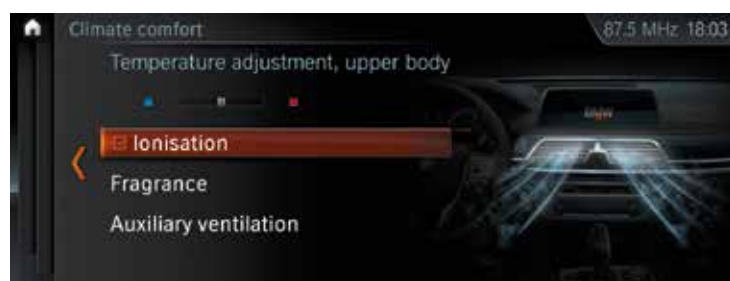 Climate comfort
87.5 MHz 18:03
Temperature adjustment, upper body
Ionisation
Fragrance
Auxiliary ventilation